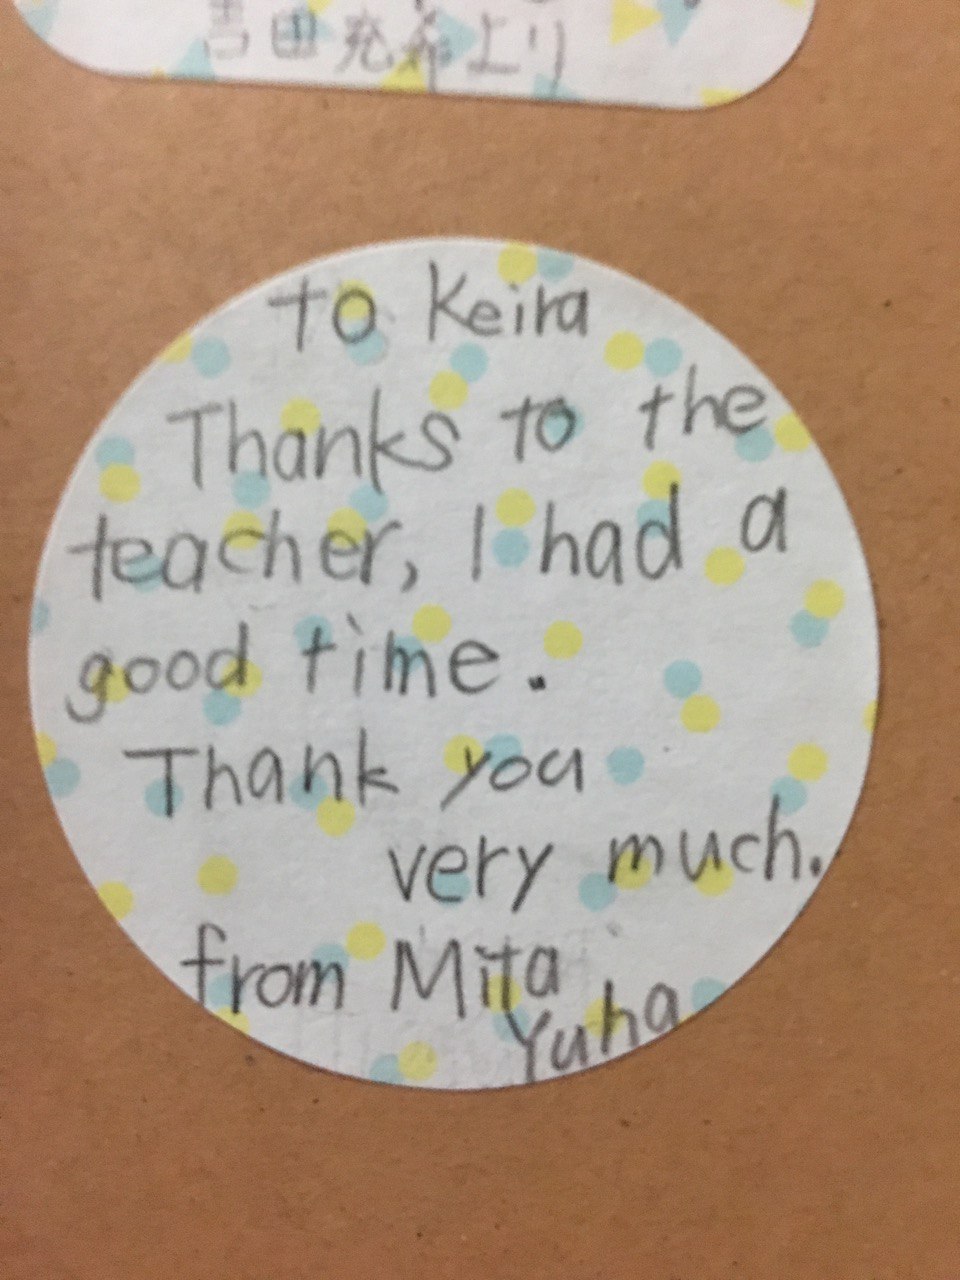 吉田充希より
to Keira
Thanks to the
teacher, I had a
good time.
Thank you
very much.
from Mita
Yuha